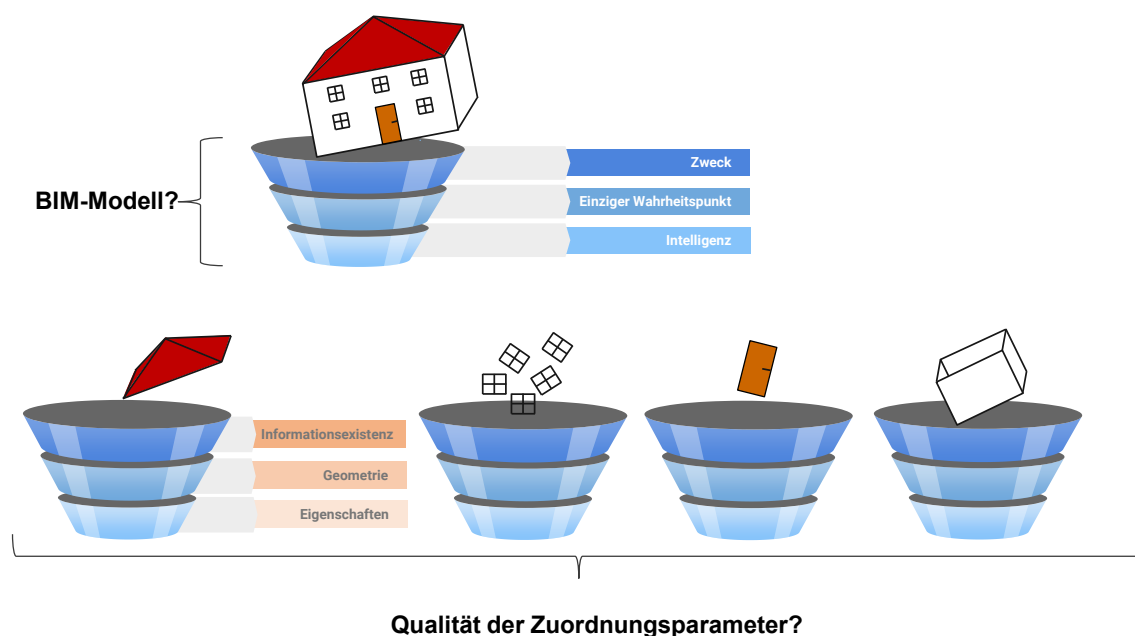 Zweck
BIM-Modell?
Einziger Wahrheitspunkt
Intelligenz
Informationsexistenz
Geometrie
Eigenschaften
Qualität der Zuordnungsparameter?